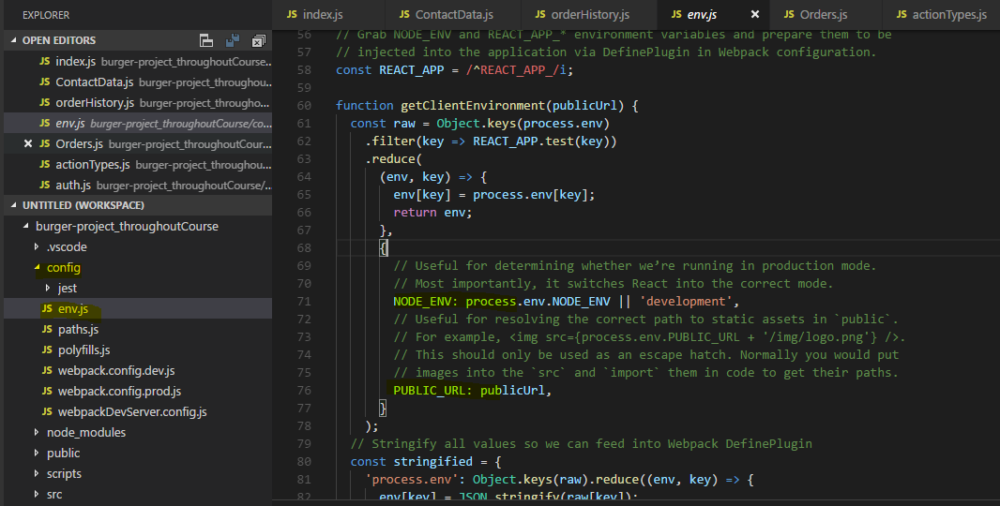 EXPLORER
OPEN EDITORS
JS index.js burger-project_throughoutCourse...
JS ContactData.js burger-project_throughou...
JS orderHistory.js burger-project_througho...
JS env.js burger-project_throughoutCourse/co...
JS Orders.js burger-project_throughoutCour...
JS actionTypes.js burger-project_throughout...
JS auth.js burger-project_throughoutCourse/...
UNTITLED (WORKSPACE)
burger-project_throughoutCourse
.vscode
config
jest
JS env.js
JS paths.js
JS polyfills.js
JS webpack.config.dev.js
JS webpack.config.prod.js
JS webpackDevServer.config.js
node_modules
public
scripts
src
JS index.js JS ContactData.js JS orderHistory.js JS env.js JS Orders.js JS actionTypes.js
56 // Grab NODE_ENV and REACT_APP_* environment variables and prepare them to be
57 // injected into the application via DefinePlugin in Webpack configuration.
58 const REACT_APP = /^REACT_APP_/i;
59
60 function getClientEnvironment(publicUrl) {
61 const raw = Object.keys(process.env)
62 .filter(key => REACT_APP.test(key))
63 .reduce(
64 (env, key) => {
65 env[key] = process.env[key];
66 return env;
67 },
68 {
69 // Useful for determining whether we’re running in production mode.
70 // Most importantly, it switches React into the correct mode.
71 NODE_ENV: process.env.NODE_ENV || 'development',
72 // Useful for resolving the correct path to static assets in `public`.
73 // For example, <img src={process.env.PUBLIC_URL + '/img/logo.png'} />.
74 // This should only be used as an escape hatch. Normally you would put
75 // images into the `src` and `import` them in code to get their paths.
76 PUBLIC_URL: publicUrl,
77 }
78 );
79 // Stringify all values so we can feed into Webpack DefinePlugin
80 const stringified = {
81 'process.env': Object.keys(raw).reduce((env, key) => {
82 env[key] = JSON.stringify(raw[key]);